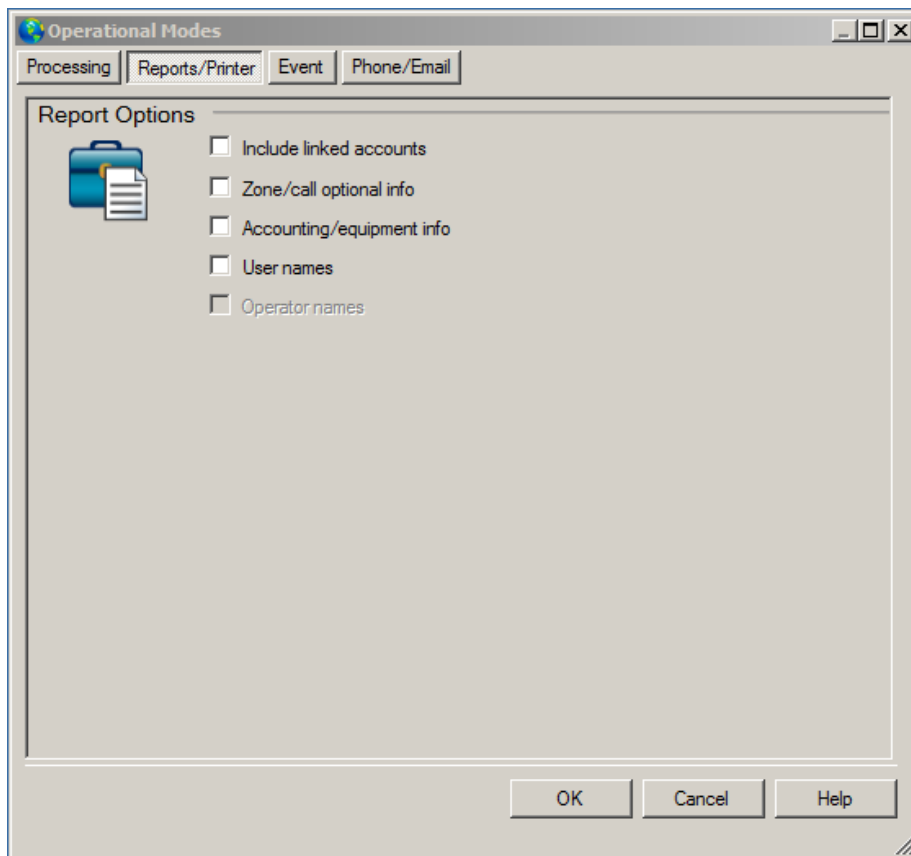 Operational Modes
Processing Reports/Printer Event Phone/Email
Report Options
Include linked accounts
Zone/call optional info
Accounting/equipment info
User names
Operator names
OK Cancel Help